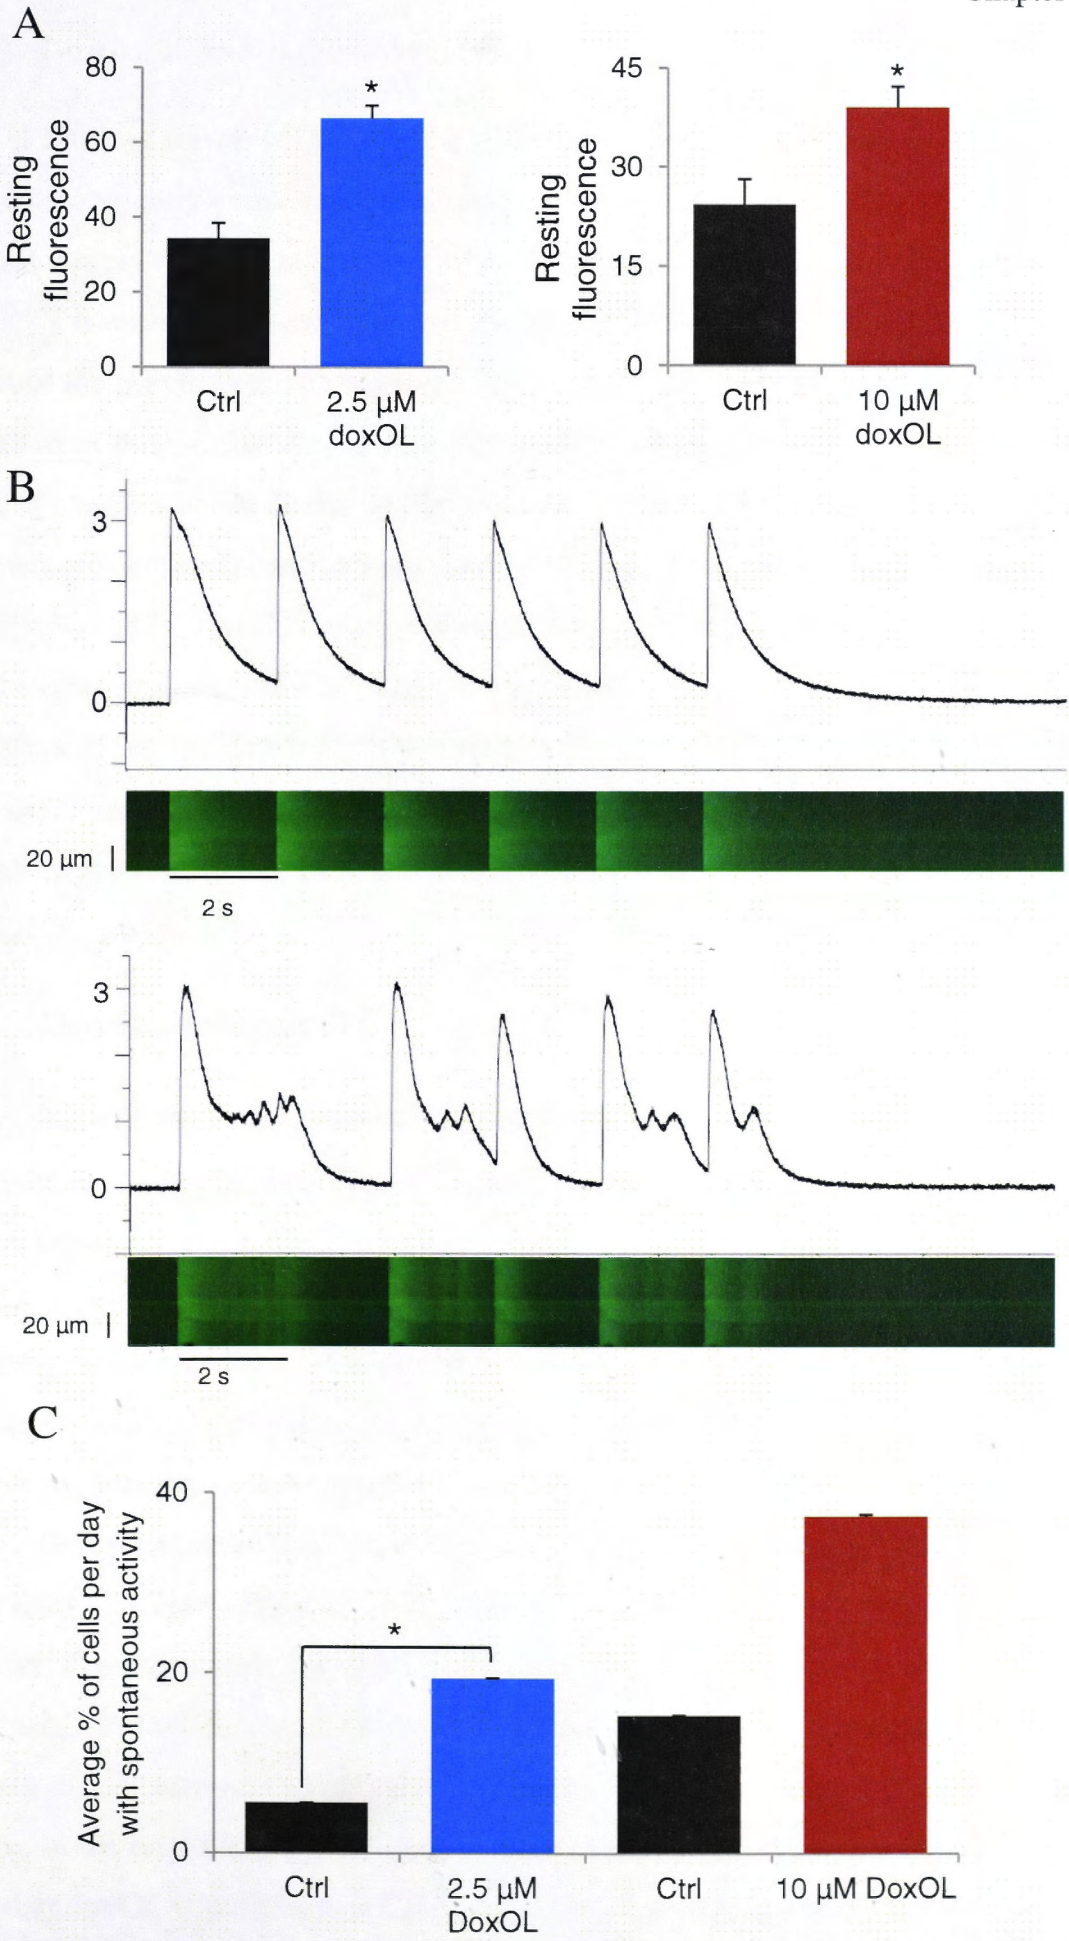 A
80
60
40
20
0
Resting
fluorescence
*
Ctrl
2.5 µM
doxOL
45
30
15
0
Resting
fluorescence
*
Ctrl
10 µM
doxOL
B
3
0
20 µm
2 s
3
0
20 µm
2 s
C
40
20
0
Average % of cells per day
with spontaneous activity
*
Ctrl
2.5 µM
DoxOL
Ctrl
10 µM DoxOL